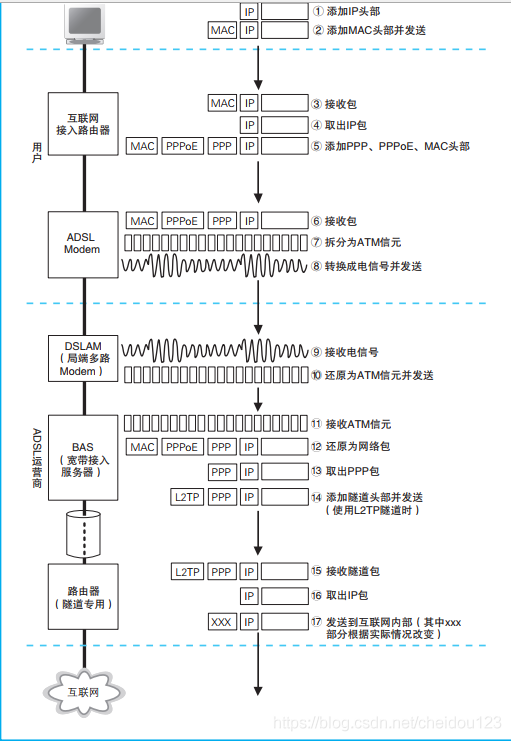 IP ① 添加IP头部
MAC IP ② 添加MAC头部并发送
用户
互联网
接入路由器
MAC IP ③ 接收包
IP ④ 取出IP包
MAC PPPoE PPP IP ⑤ 添加PPP、PPPoE、MAC头部
ADSL
Modem
MAC PPPoE PPP IP ⑥ 接收包
⑦ 拆分为ATM信元
⑧ 转换成电信号并发送
ADSL运营商
DSLAM
（局端多路
Modem）
⑨ 接收电信号
⑩ 还原为ATM信元并发送
BAS
（宽带接入
服务器）
⑪ 接收ATM信元
MAC PPPoE PPP IP ⑫ 还原为网络包
PPP IP ⑬ 取出PPP包
L2TP PPP IP ⑭ 添加隧道头部并发送
（使用L2TP隧道时）
路由器
（隧道专用）
L2TP PPP IP ⑮ 接收隧道包
IP ⑯ 取出IP包
XXX IP ⑰ 发送到互联网内部（其中xxx
部分根据实际情况改变）
互联网
https://blog.csdn.net/cheidou123